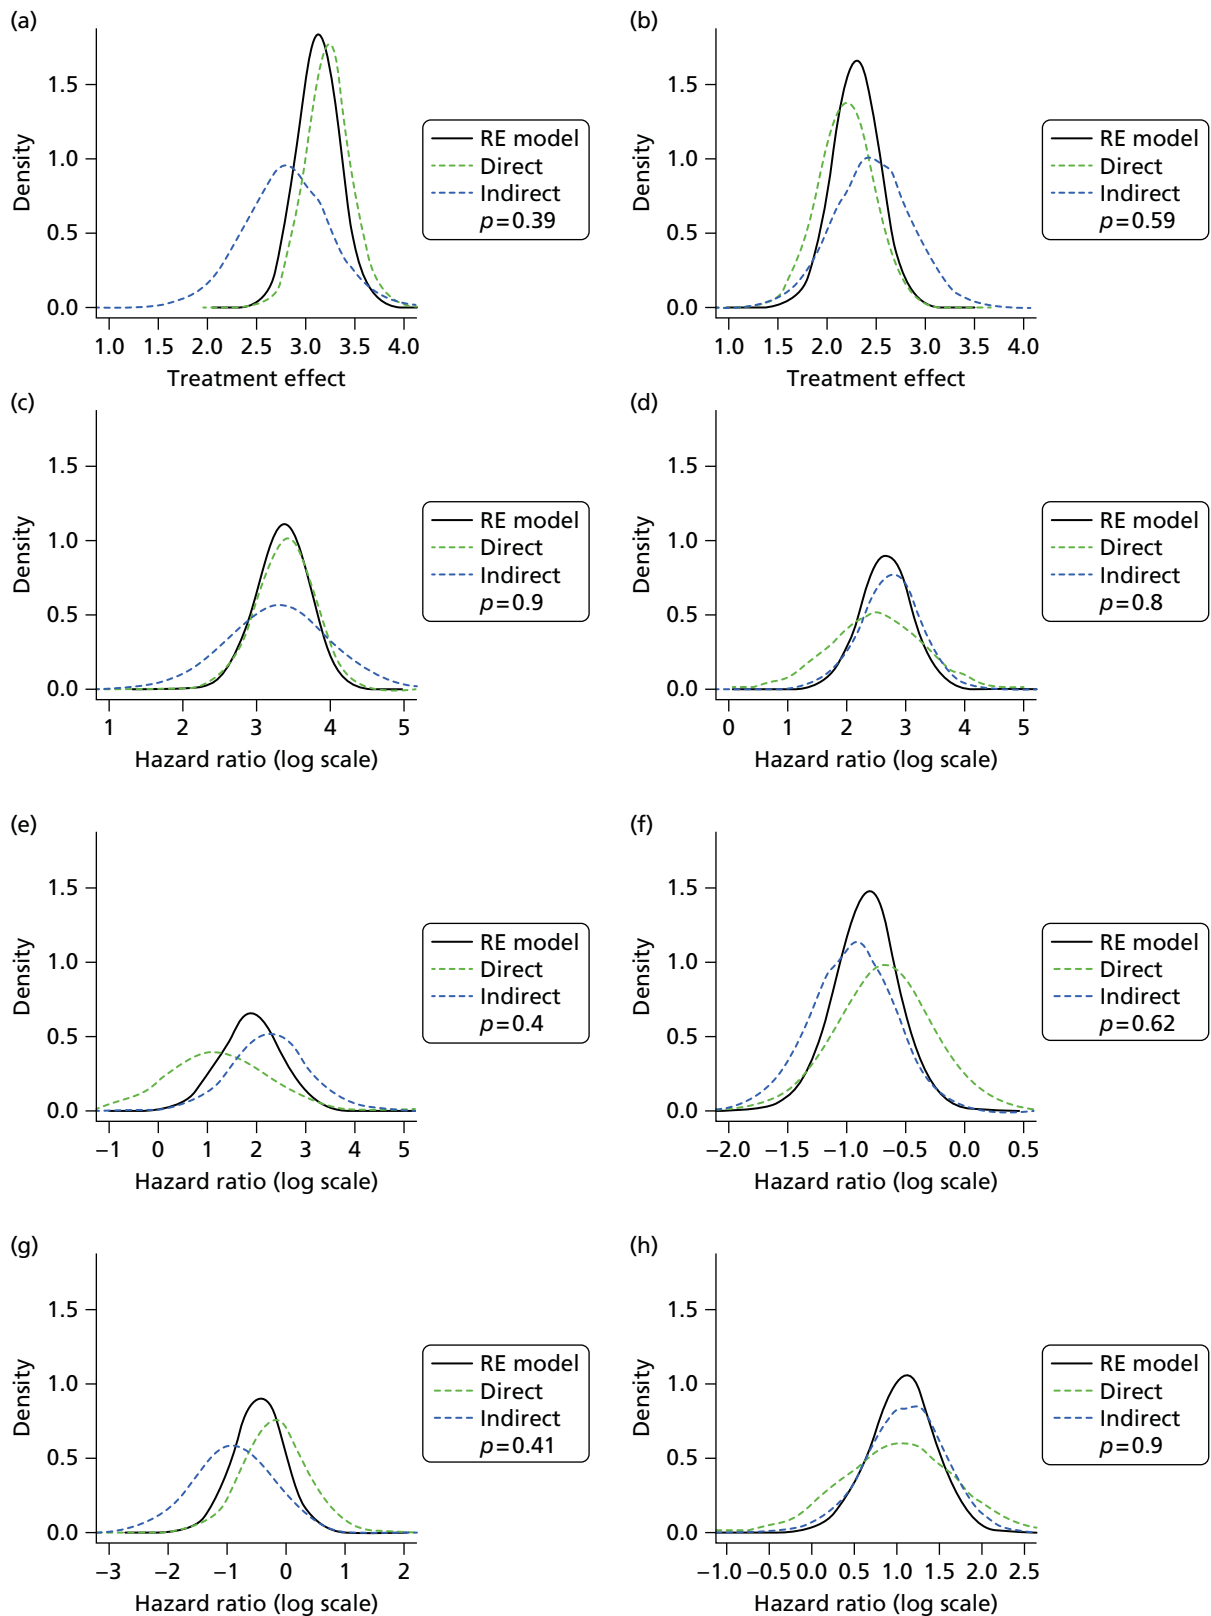 (a)
1.5
1.0
0.5
0.0
Density
1.0 1.5 2.0 2.5 3.0 3.5 4.0
Treatment effect
RE model
Direct
Indirect
p=0.39
(b)
1.5
1.0
0.5
0.0
Density
1.0 1.5 2.0 2.5 3.0 3.5 4.0
Treatment effect
RE model
Direct
Indirect
p=0.59
(c)
1.5
1.0
0.5
0.0
Density
1 2 3 4 5
Hazard ratio (log scale)
RE model
Direct
Indirect
p=0.9
(d)
1.5
1.0
0.5
0.0
Density
0 1 2 3 4 5
Hazard ratio (log scale)
RE model
Direct
Indirect
p=0.8
(e)
1.5
1.0
0.5
0.0
Density
−1 0 1 2 3 4 5
Hazard ratio (log scale)
RE model
Direct
Indirect
p=0.4
(f)
1.5
1.0
0.5
0.0
Density
−2.0 −1.5 −1.0 −0.5 0.0 0.5
Hazard ratio (log scale)
RE model
Direct
Indirect
p=0.62
(g)
1.5
1.0
0.5
0.0
Density
−3 −2 −1 0 1 2
Hazard ratio (log scale)
RE model
Direct
Indirect
p=0.41
(h)
1.5
1.0
0.5
0.0
Density
−1.0 −0.5 0.0 0.5 1.0 1.5 2.0 2.5
Hazard ratio (log scale)
RE model
Direct
Indirect
p=0.9